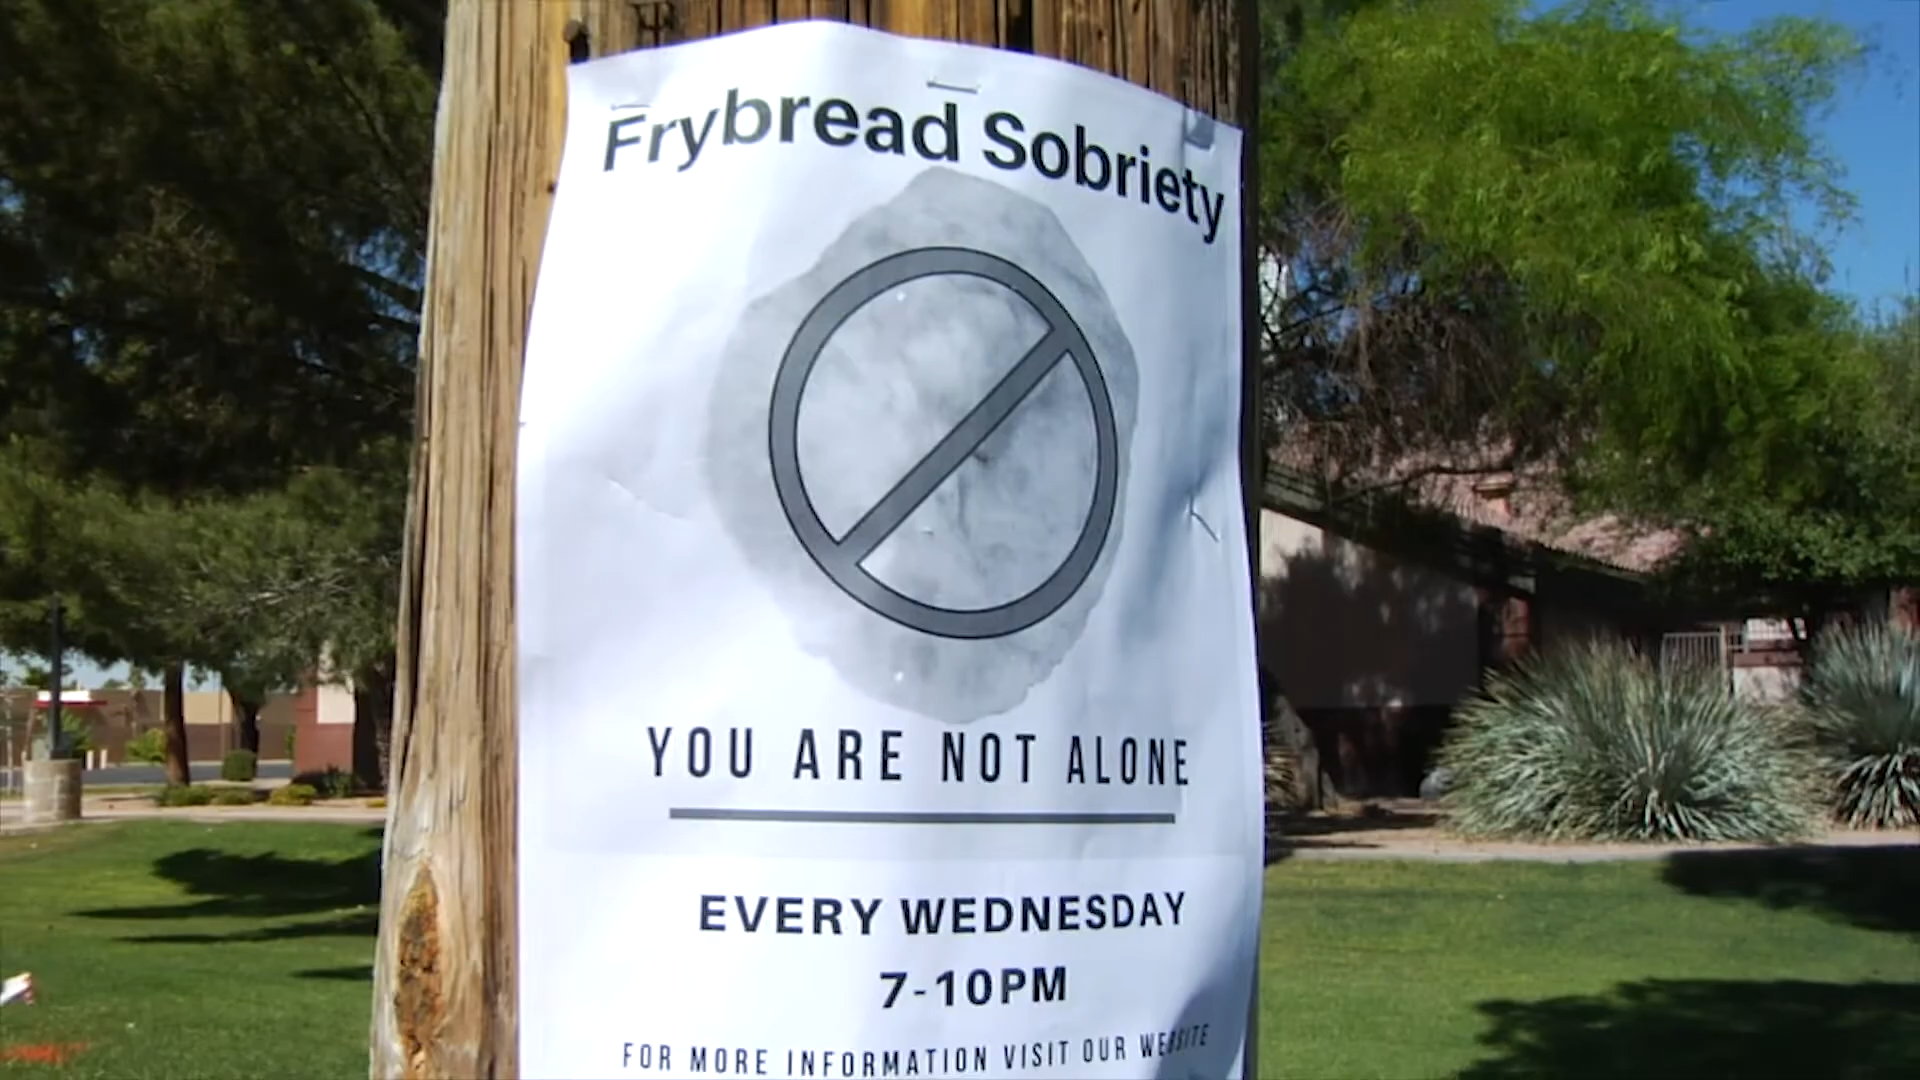 Frybread Sobriety
YOU ARE NOT ALONE
EVERY WEDNESDAY
7-10PM
FOR MORE INFORMATION VISIT OUR WEBSITE